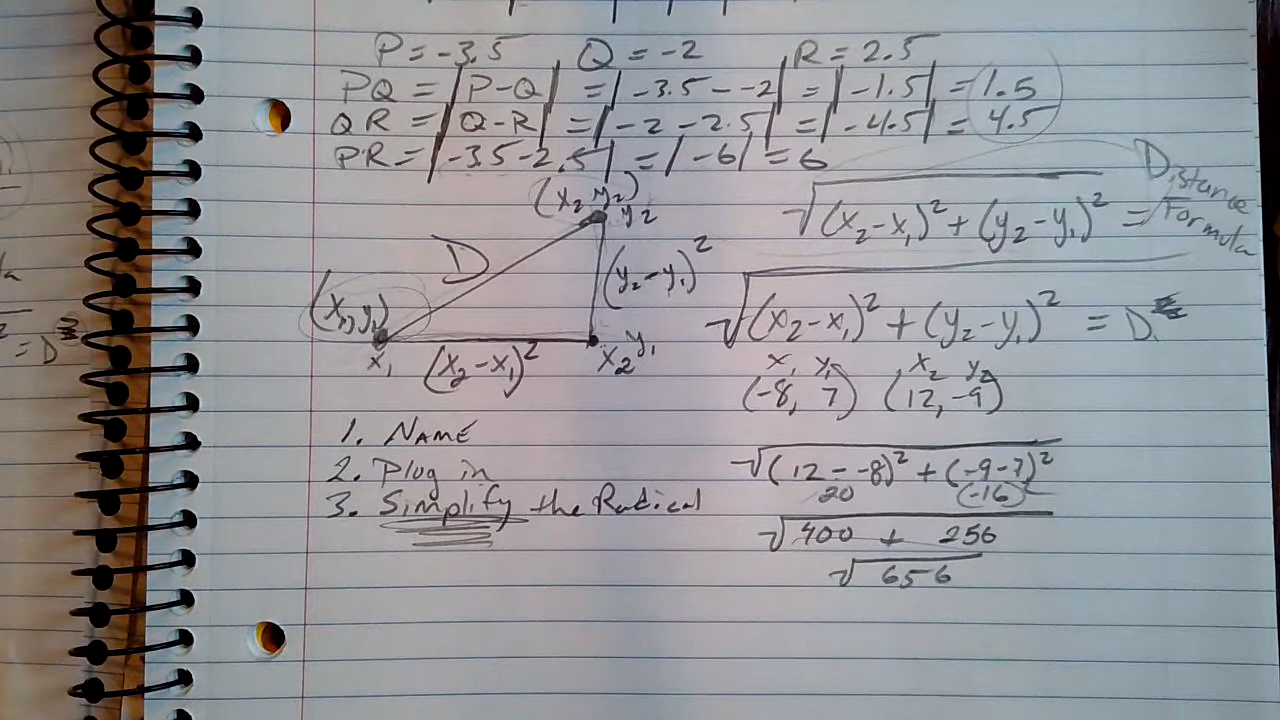 P = -3.5 Q = -2 R = 2.5
PQ = |P-Q| = |-3.5 - -2| = |-1.5| = 1.5
QR = |Q-R| = |-2 - 2.5| = |-4.5| = 4.5
PR = |-3.5-2.5| = |-6| = 6
(x₂ y₂)
y₂
D
(y₂-y₁)²
(x₁, y₁)
x₁
(x₂-x₁)²
x₂ y₁
1. NAME
2. Plug in
3. Simplify the Radical
√(x₂-x₁)² + (y₂-y₁)² = Distance Formula
√(x₂-x₁)² + (y₂-y₁)² = D
x₁ y₁ x₂ y₂
(-8, 7) (12, -9)
√(12 - -8)² + (-9-7)²
20 (-16)²
√400 + 256
√656
= D